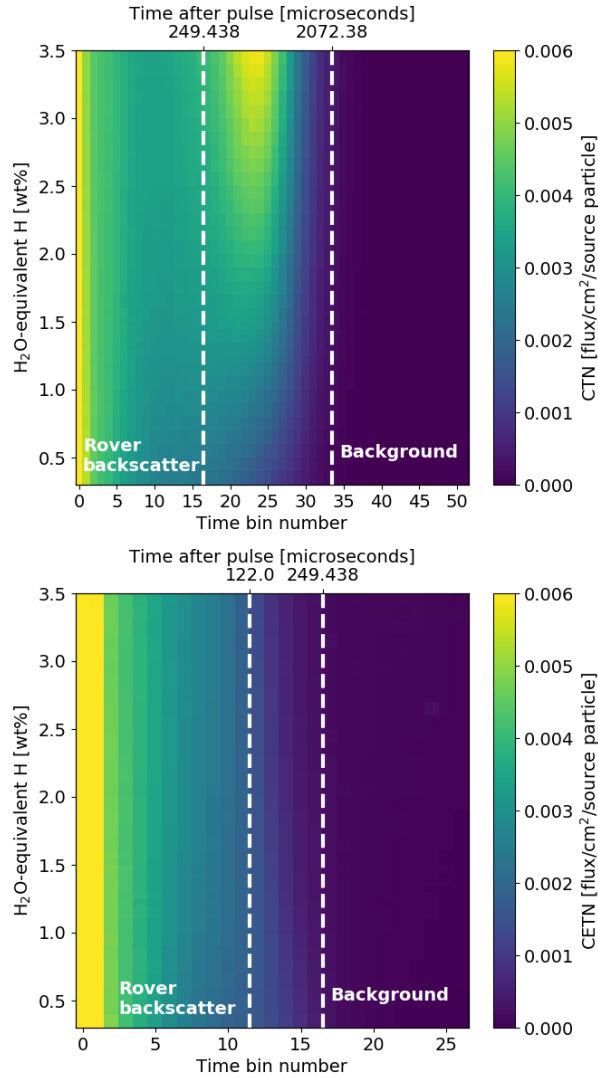 Time after pulse [microseconds]
249.438 2072.38
3.5
3.0
2.5
2.0
1.5
1.0
0.5
H₂O-equivalent H [wt%]
Rover
backscatter
Background
0 5 10 15 20 25 30 35 40 45 50
Time bin number
0.006
0.005
0.004
0.003
0.002
0.001
0.000
CTN [flux/cm²/source particle]
Time after pulse [microseconds]
122.0 249.438
3.5
3.0
2.5
2.0
1.5
1.0
0.5
H₂O-equivalent H [wt%]
Rover
backscatter
Background
0 5 10 15 20 25
Time bin number
0.006
0.005
0.004
0.003
0.002
0.001
0.000
CETN [flux/cm²/source particle]